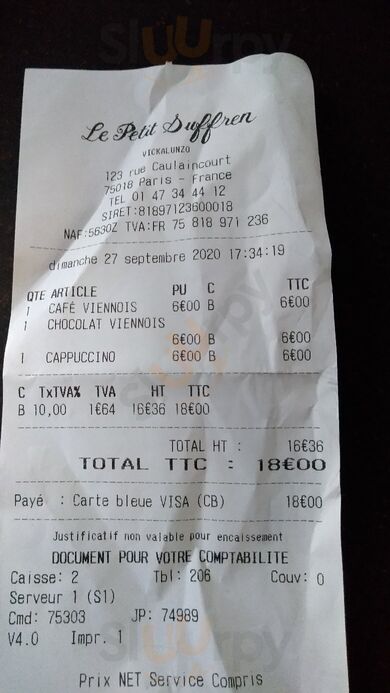 Sluurpy
Le Petit Suffren
VICKALUNZO
123 rue Caulaincourt
75018 Paris - France
TEL 01 47 34 44 12
SIRET:81897123600018
NAF:5630Z TVA:FR 75 818 971 236
dimanche 27 septembre 2020 17:34:19
QTE ARTICLE PU C TTC
1 CAFÉ VIENNOIS 6€00 B 6€00
1 CHOCOLAT VIENNOIS
6€00 B 6€00
1 CAPPUCCINO 6€00 B 6€00
C TxTVA% TVA HT TTC
B 10,00 1€64 16€36 18€00
TOTAL HT : 16€36
TOTAL TTC : 18€00
Payé : Carte bleue VISA (CB) 18€00
Justificatif non valable pour encaissement
DOCUMENT POUR VOTRE COMPTABILITE
Caisse: 2 Tbl: 206 Couv: 0
Serveur 1 (S1)
Cmd: 75303 JP: 74989
V4.0 Impr. 1
Sluurpy
Prix NET Service Compris